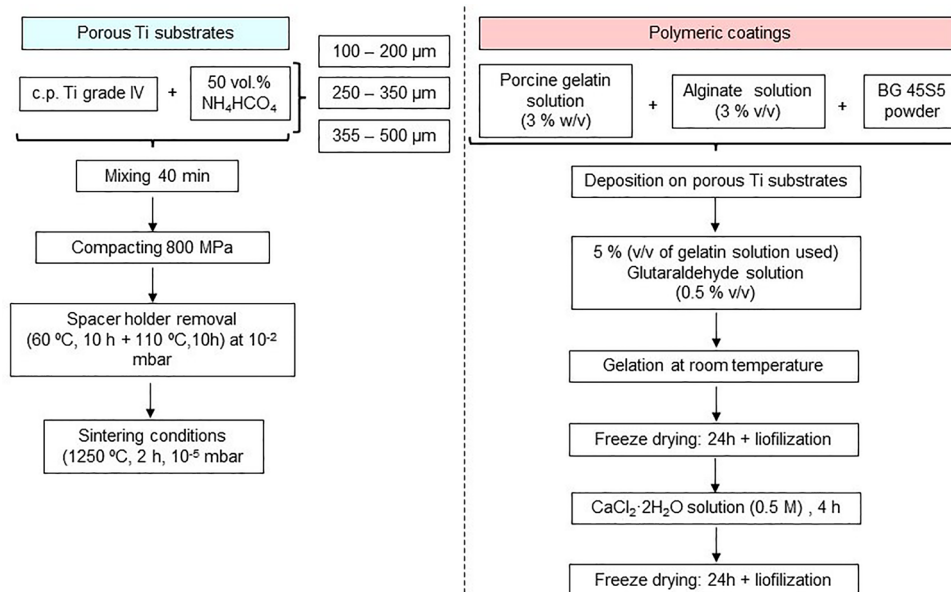 Porous Ti substrates
c.p. Ti grade IV
+
50 vol.%
NH₄HCO₄
100 – 200 µm
250 – 350 µm
355 – 500 µm
Mixing 40 min
Compacting 800 MPa
Spacer holder removal
(60 ºC, 10 h + 110 ºC,10h) at 10⁻²
mbar
Sintering conditions
(1250 ºC, 2 h, 10⁻⁵ mbar
Polymeric coatings
Porcine gelatin
solution
(3 % w/v)
+
Alginate solution
(3 % v/v)
+
BG 45S5
powder
Deposition on porous Ti substrates
5 % (v/v of gelatin solution used)
Glutaraldehyde solution
(0.5 % v/v)
Gelation at room temperature
Freeze drying: 24h + liofilization
CaCl₂·2H₂O solution (0.5 M) , 4 h
Freeze drying: 24h + liofilization